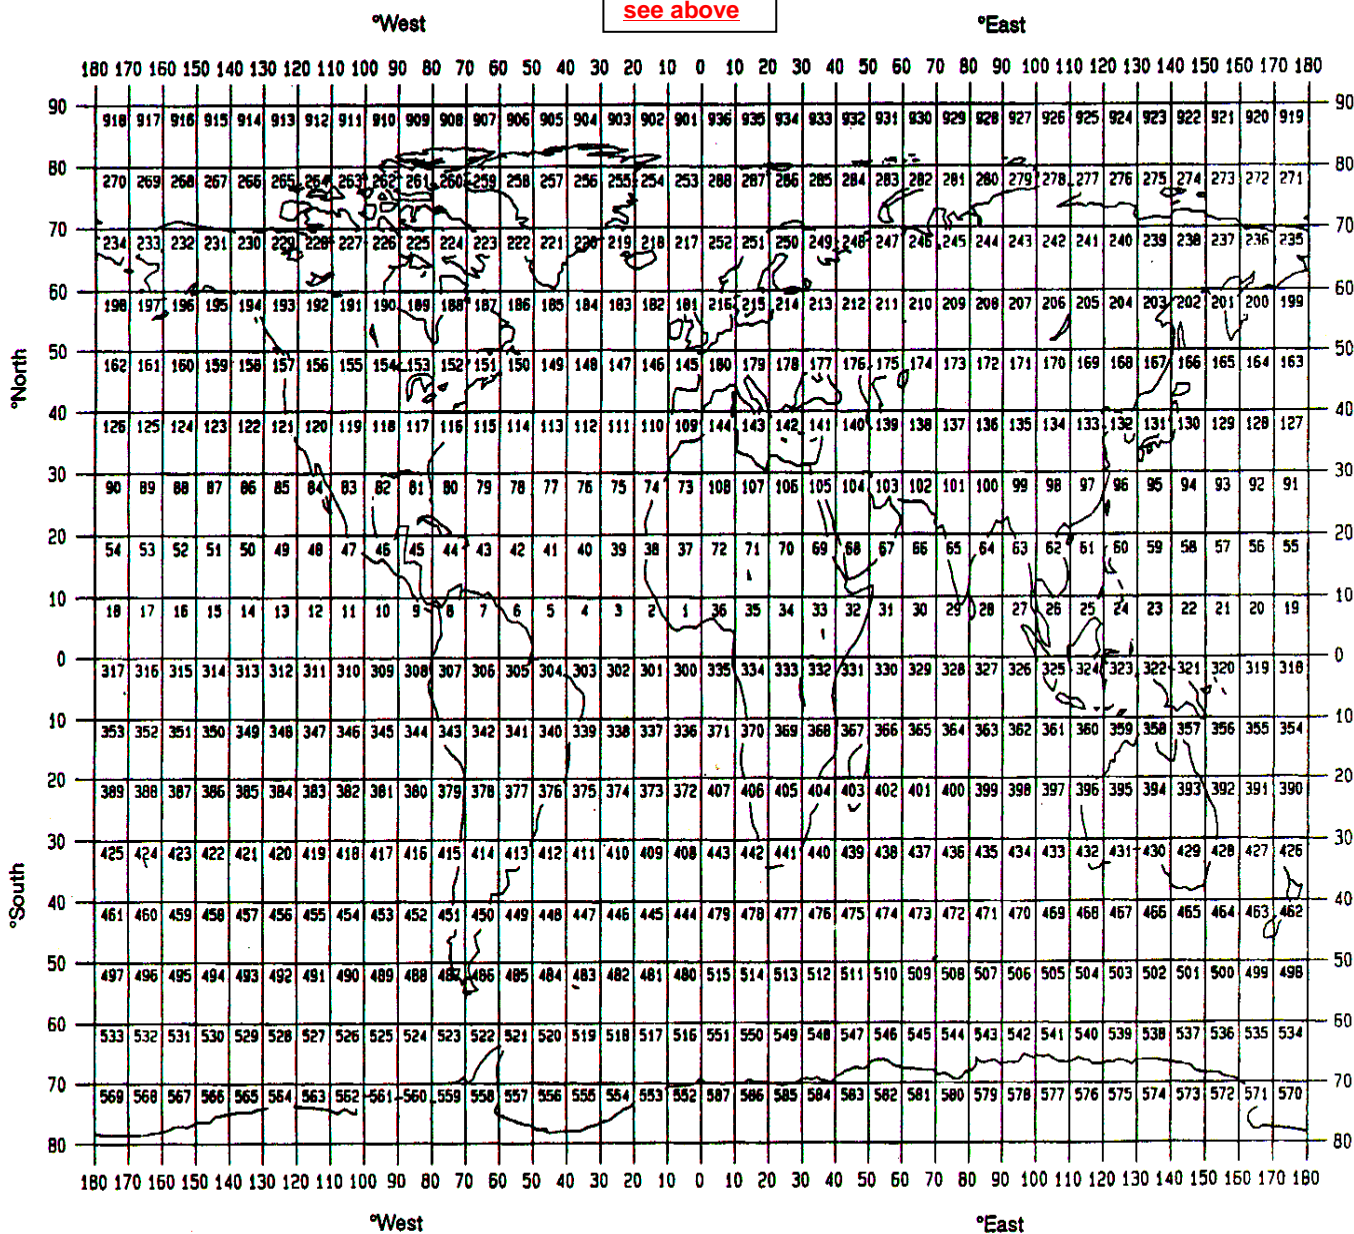 see above
°West °East
180 170 160 150 140 130 120 110 100 90 80 70 60 50 40 30 20 10 0 10 20 30 40 50 60 70 80 90 100 110 120 130 140 150 160 170 180
90 90
918 917 916 915 914 913 912 911 910 909 908 907 906 905 904 903 902 901 936 935 934 933 932 931 930 929 928 927 926 925 924 923 922 921 920 919
80 80
270 269 268 267 266 265 264 263 262 261 260 259 258 257 256 255 254 253 288 287 286 285 284 283 282 281 280 279 278 277 276 275 274 273 272 271
70 70
234 233 232 231 230 229 228 227 226 225 224 223 222 221 220 219 218 217 252 251 250 249 248 247 246 245 244 243 242 241 240 239 238 237 236 235
60 60
198 197 196 195 194 193 192 191 190 189 188 187 186 185 184 183 182 181 216 215 214 213 212 211 210 209 208 207 206 205 204 203 202 201 200 199
50 50
162 161 160 159 158 157 156 155 154 153 152 151 150 149 148 147 146 145 180 179 178 177 176 175 174 173 172 171 170 169 168 167 166 165 164 163
°North
40 40
126 125 124 123 122 121 120 119 118 117 116 115 114 113 112 111 110 109 144 143 142 141 140 139 138 137 136 135 134 133 132 131 130 129 128 127
30 30
90 89 88 87 86 85 84 83 82 81 80 79 78 77 76 75 74 73 108 107 106 105 104 103 102 101 100 99 98 97 96 95 94 93 92 91
20 20
54 53 52 51 50 49 48 47 46 45 44 43 42 41 40 39 38 37 72 71 70 69 68 67 66 65 64 63 62 61 60 59 58 57 56 55
10 10
18 17 16 15 14 13 12 11 10 9 8 7 6 5 4 3 2 1 36 35 34 33 32 31 30 29 28 27 26 25 24 23 22 21 20 19
0 0
317 316 315 314 313 312 311 310 309 308 307 306 305 304 303 302 301 300 335 334 333 332 331 330 329 328 327 326 325 324 323 322 321 320 319 318
10 10
353 352 351 350 349 348 347 346 345 344 343 342 341 340 339 338 337 336 371 370 369 368 367 366 365 364 363 362 361 360 359 358 357 356 355 354
20 20
389 388 387 386 385 384 383 382 381 380 379 378 377 376 375 374 373 372 407 406 405 404 403 402 401 400 399 398 397 396 395 394 393 392 391 390
30 30
425 424 423 422 421 420 419 418 417 416 415 414 413 412 411 410 409 408 443 442 441 440 439 438 437 436 435 434 433 432 431 430 429 428 427 426
°South
40 40
461 460 459 458 457 456 455 454 453 452 451 450 449 448 447 446 445 444 479 478 477 476 475 474 473 472 471 470 469 468 467 466 465 464 463 462
50 50
497 496 495 494 493 492 491 490 489 488 487 486 485 484 483 482 481 480 515 514 513 512 511 510 509 508 507 506 505 504 503 502 501 500 499 498
60 60
533 532 531 530 529 528 527 526 525 524 523 522 521 520 519 518 517 516 551 550 549 548 547 546 545 544 543 542 541 540 539 538 537 536 535 534
70 70
569 568 567 566 565 564 563 562 561 560 559 558 557 556 555 554 553 552 587 586 585 584 583 582 581 580 579 578 577 576 575 574 573 572 571 570
80 80
180 170 160 150 140 130 120 110 100 90 80 70 60 50 40 30 20 10 0 10 20 30 40 50 60 70 80 90 100 110 120 130 140 150 160 170 180
°West °East